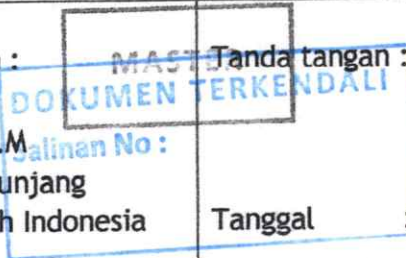 :
MASTER Tanda tangan :
DOKUMEN TERKENDALI
.M Salinan No :
unjang
h Indonesia Tanggal :